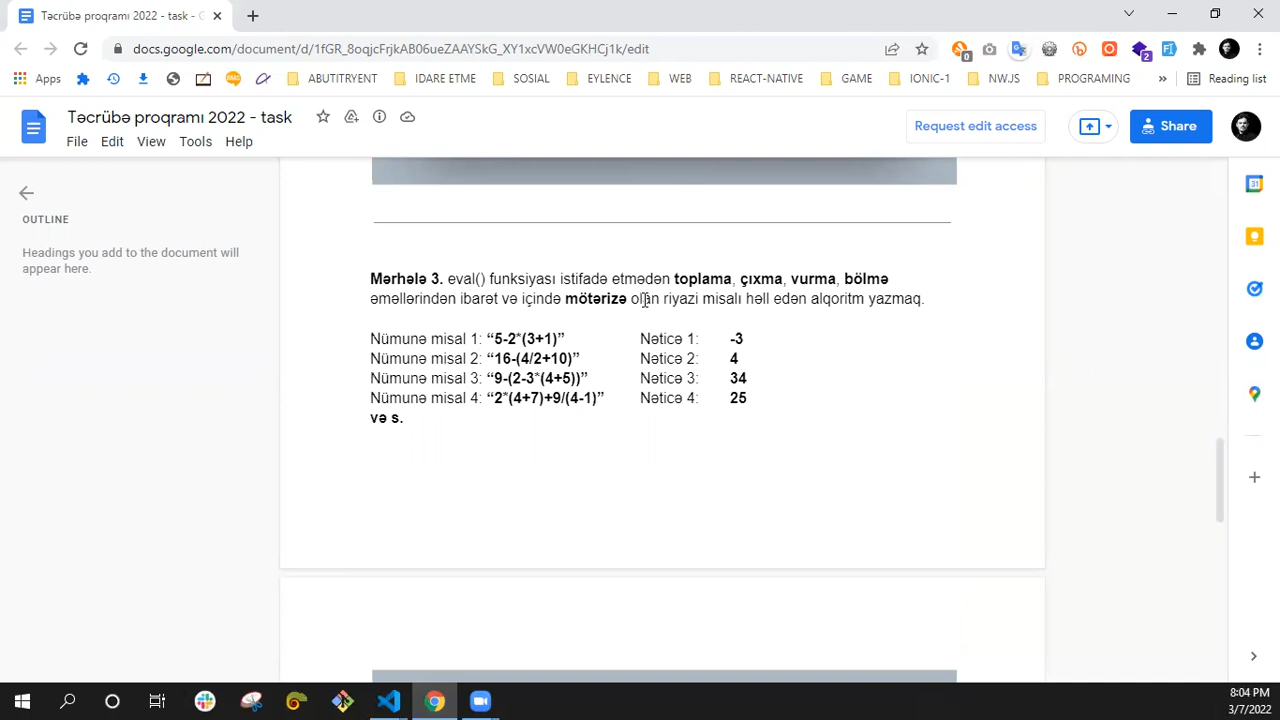 Təcrübə proqramı 2022 - task - G
docs.google.com/document/d/1fGR_8oqjcFrjkAB06ueZAAYSkG_XY1xcVW0eGKHCj1k/edit
Apps
ABUTITRYENT
IDARE ETME
SOSIAL
EYLENCE
WEB
REACT-NATIVE
GAME
IONIC-1
NW.JS
PROGRAMING
»
Reading list
Təcrübə proqramı 2022 - task
File Edit View Tools Help
Request edit access
Share
OUTLINE
Headings you add to the document will
appear here.
Mərhələ 3. eval() funksiyası istifadə etmədən toplama, çıxma, vurma, bölmə
əməllərindən ibarət və içində mötərizə olan riyazi misalı həll edən alqoritm yazmaq.
Nümunə misal 1: “5-2*(3+1)” Nəticə 1: -3
Nümunə misal 2: “16-(4/2+10)” Nəticə 2: 4
Nümunə misal 3: “9-(2-3*(4+5))” Nəticə 3: 34
Nümunə misal 4: “2*(4+7)+9/(4-1)” Nəticə 4: 25
və s.
8:04 PM
3/7/2022